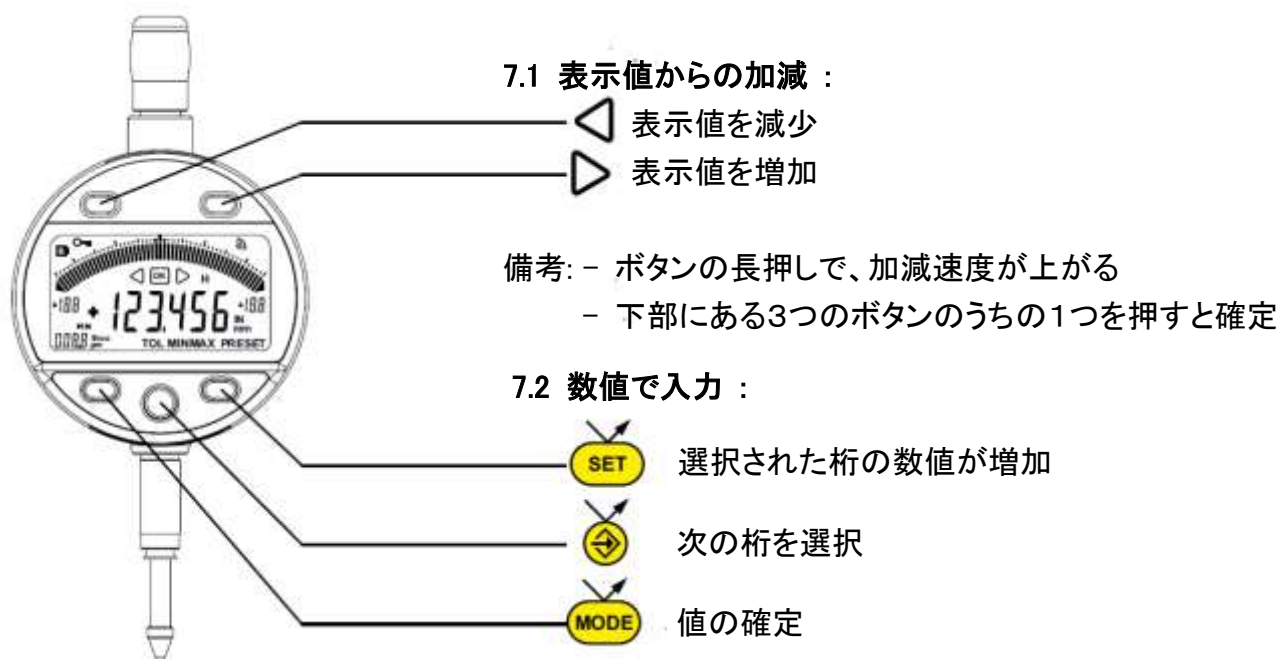 7.1 表示値からの加減 :
表示値を減少
表示値を増加
備考: - ボタンの長押しで、加減速度が上がる
- 下部にある3つのボタンのうちの1つを押すと確定
7.2 数値で入力 :
SET 選択された桁の数値が増加
次の桁を選択
MODE 値の確定
OK
123.456
IN
mm
TOL MINMAX PRESET